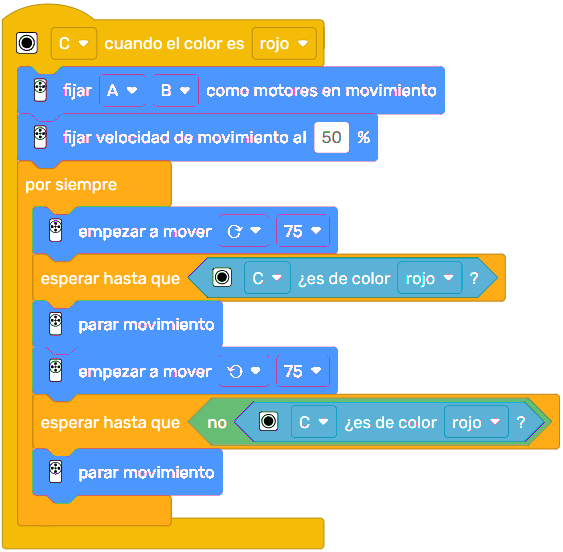 C cuando el color es rojo
fijar A B como motores en movimiento
fijar velocidad de movimiento al 50 %
por siempre
empezar a mover 75
esperar hasta que C ¿es de color rojo ?
parar movimiento
empezar a mover 75
esperar hasta que no C ¿es de color rojo ?
parar movimiento